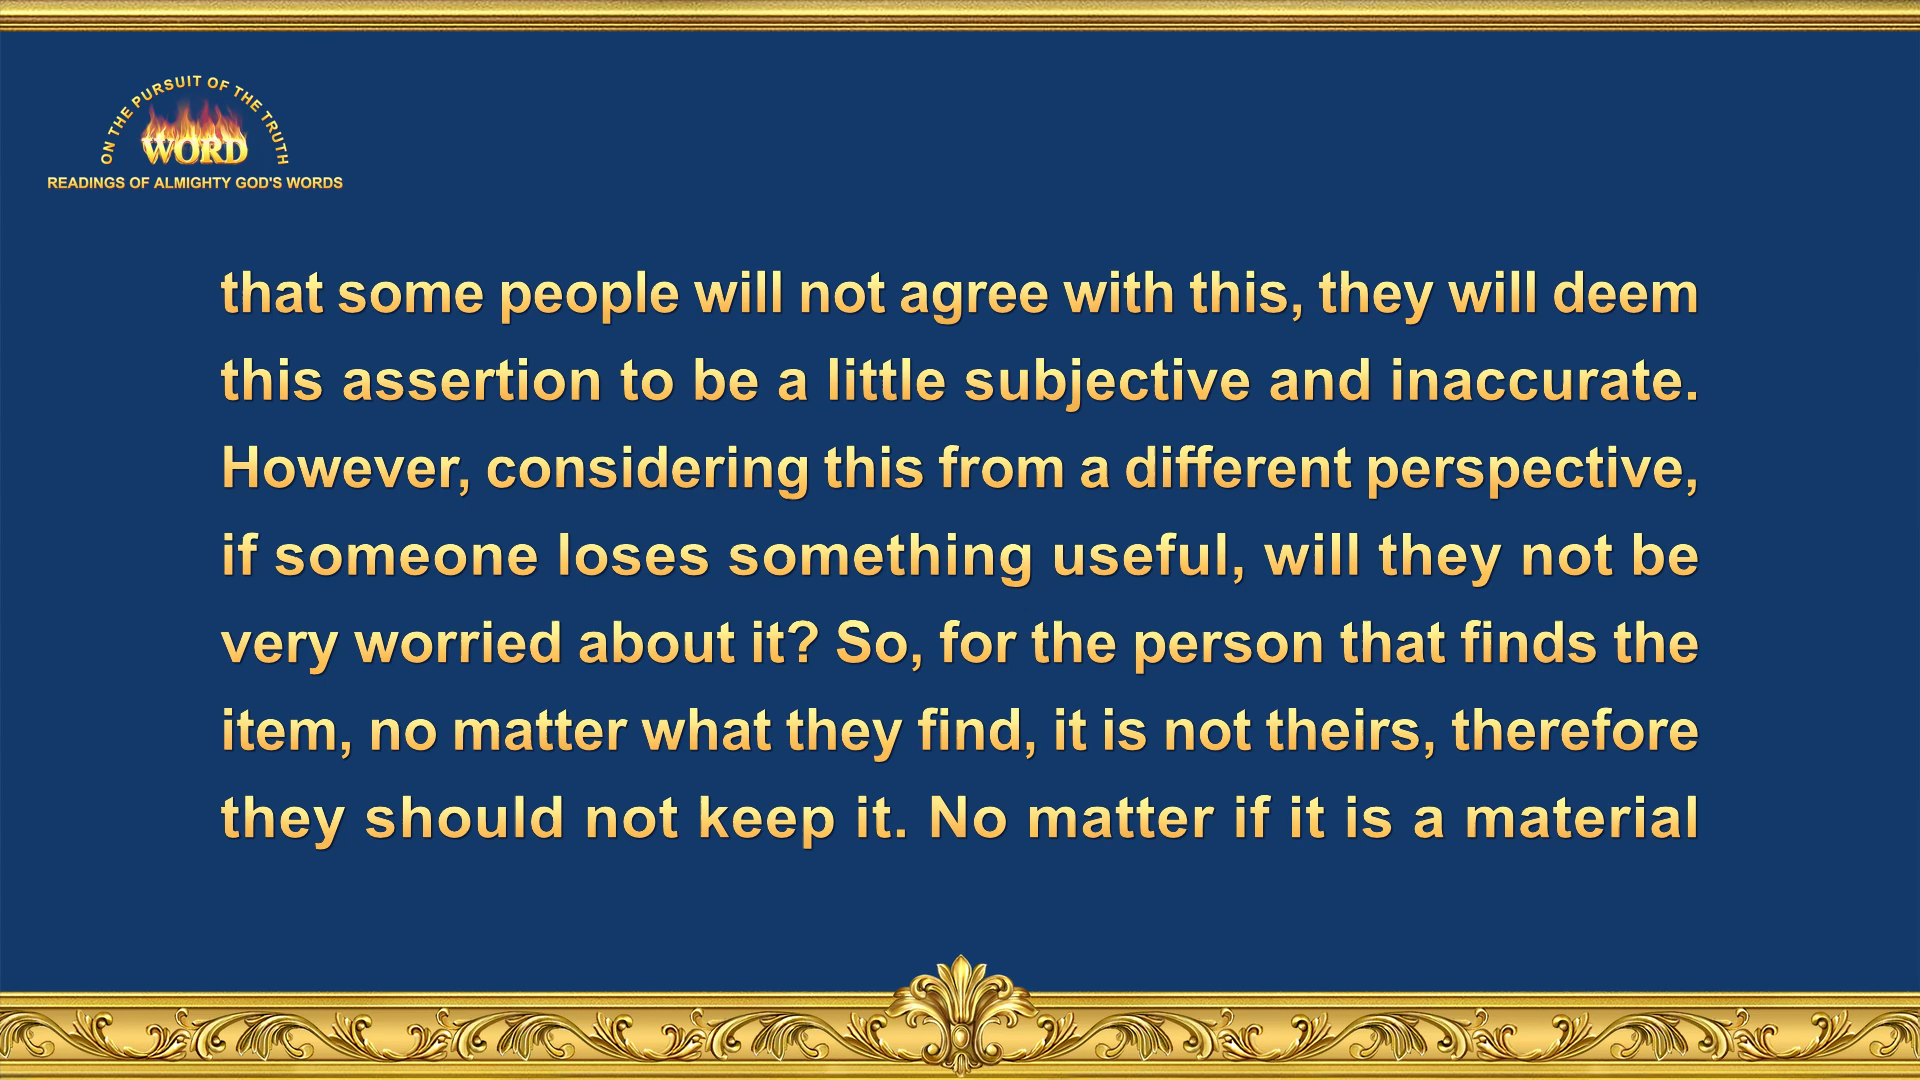 ON THE PURSUIT OF THE TRUTH
WORD
READINGS OF ALMIGHTY GOD'S WORDS
that some people will not agree with this, they will deem
this assertion to be a little subjective and inaccurate.
However, considering this from a different perspective,
if someone loses something useful, will they not be
very worried about it? So, for the person that finds the
item, no matter what they find, it is not theirs, therefore
they should not keep it. No matter if it is a material